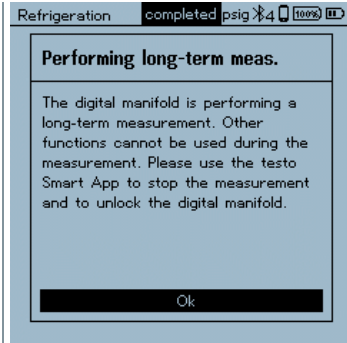 Refrigeration completed psig 4 100%
Performing long-term meas.
The digital manifold is performing a
long-term measurement. Other
functions cannot be used during the
measurement. Please use the testo
Smart App to stop the measurement
and to unlock the digital manifold.
Ok